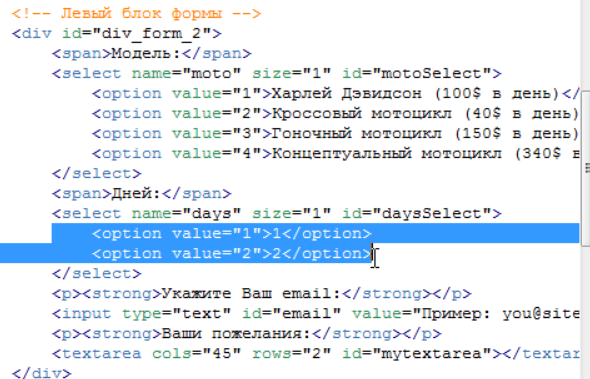 <!-- Левый блок формы -->
<div id="div_form_2">
<span>Модель:</span>
<select name="moto" size="1" id="motoSelect">
<option value="1">Харлей Дэвидсон (100$ в день)</
<option value="2">Кроссовый мотоцикл (40$ в день)
<option value="3">Гоночный мотоцикл (150$ в день)
<option value="4">Концептуальный мотоцикл (340$ в
</select>
<span>Дней:</span>
<select name="days" size="1" id="daysSelect">
<option value="1">1</option>
<option value="2">2</option>
</select>
<p><strong>Укажите Ваш email:</strong></p>
<input type="text" id="email" value="Пример: you@site
<p><strong>Ваши пожелания:</strong></p>
<textarea cols="45" rows="2" id="mytextarea"></textar
</div>